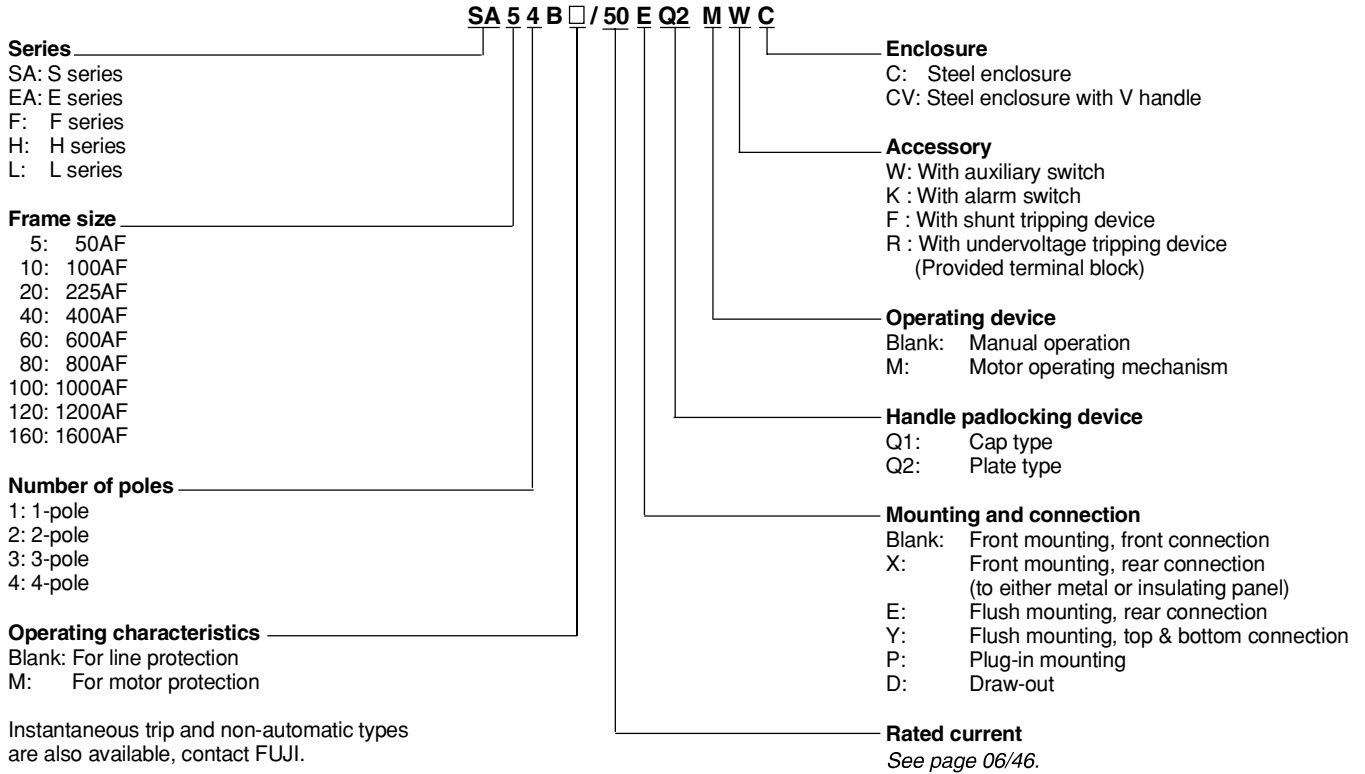 SA 5 4 B □ / 50 E Q2 M W C
Series
SA: S series
EA: E series
F: F series
H: H series
L: L series
Frame size
5: 50AF
10: 100AF
20: 225AF
40: 400AF
60: 600AF
80: 800AF
100: 1000AF
120: 1200AF
160: 1600AF
Number of poles
1: 1-pole
2: 2-pole
3: 3-pole
4: 4-pole
Operating characteristics
Blank: For line protection
M: For motor protection
Instantaneous trip and non-automatic types
are also available, contact FUJI.
Enclosure
C: Steel enclosure
CV: Steel enclosure with V handle
Accessory
W: With auxiliary switch
K : With alarm switch
F : With shunt tripping device
R : With undervoltage tripping device
(Provided terminal block)
Operating device
Blank: Manual operation
M: Motor operating mechanism
Handle padlocking device
Q1: Cap type
Q2: Plate type
Mounting and connection
Blank: Front mounting, front connection
X: Front mounting, rear connection
(to either metal or insulating panel)
E: Flush mounting, rear connection
Y: Flush mounting, top & bottom connection
P: Plug-in mounting
D: Draw-out
Rated current
See page 06/46.